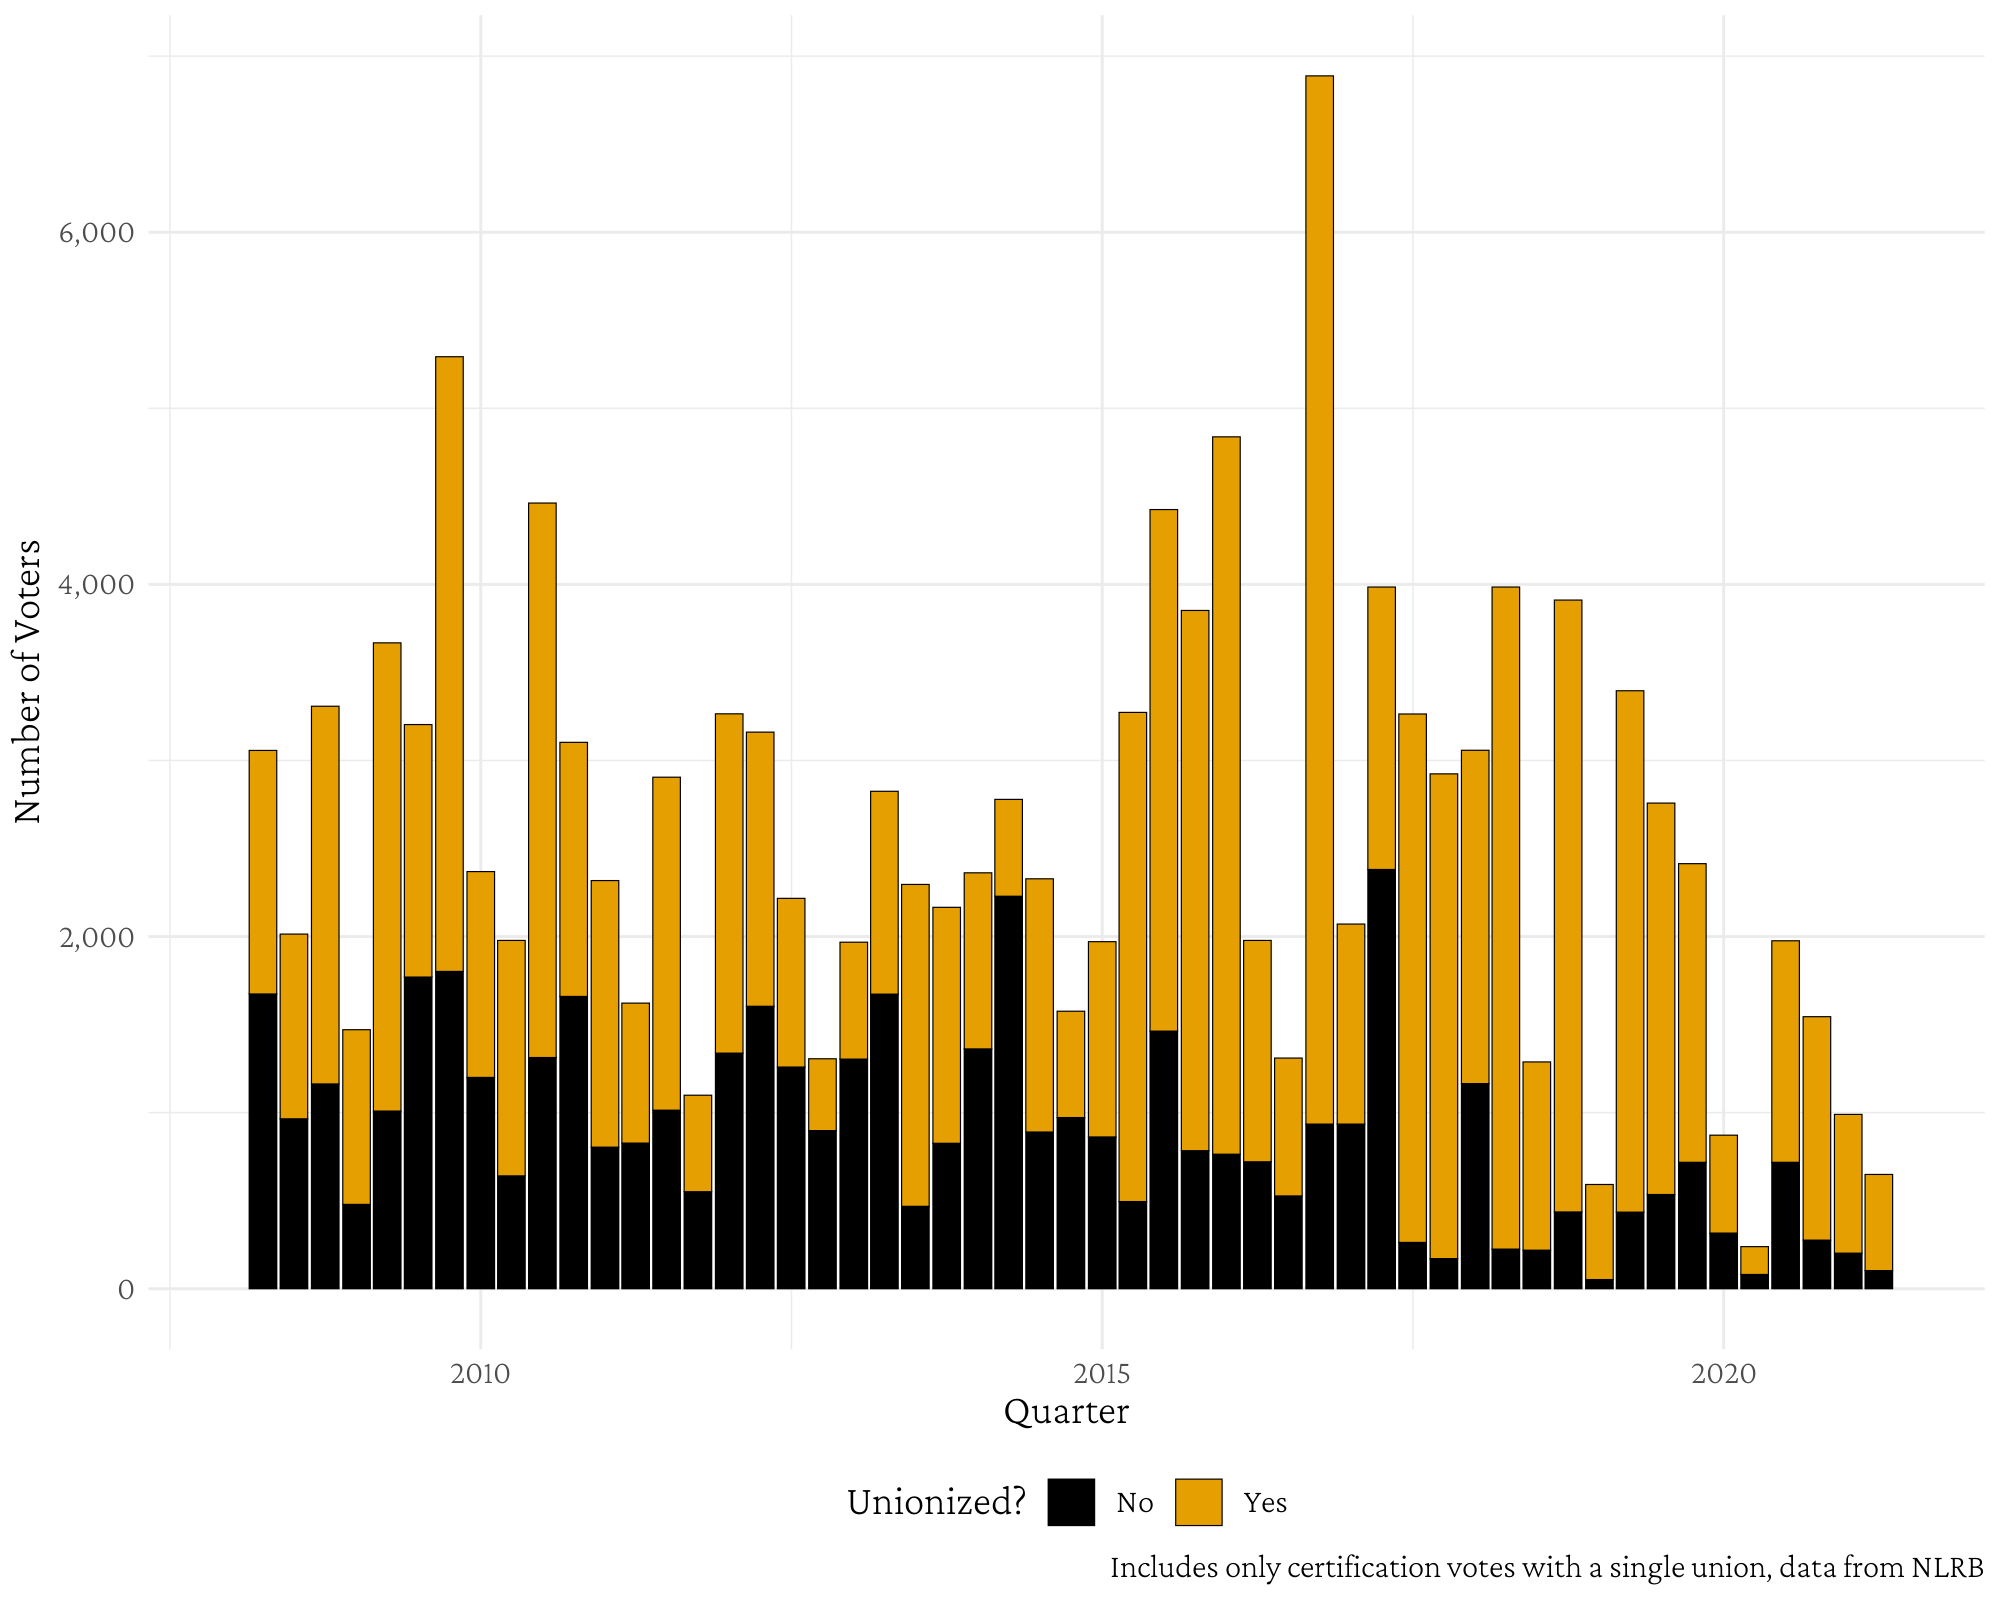 6,000
4,000
2,000
0
Number of Voters
2010
2015
2020
Quarter
Unionized?
No
Yes
Includes only certification votes with a single union, data from NLRB